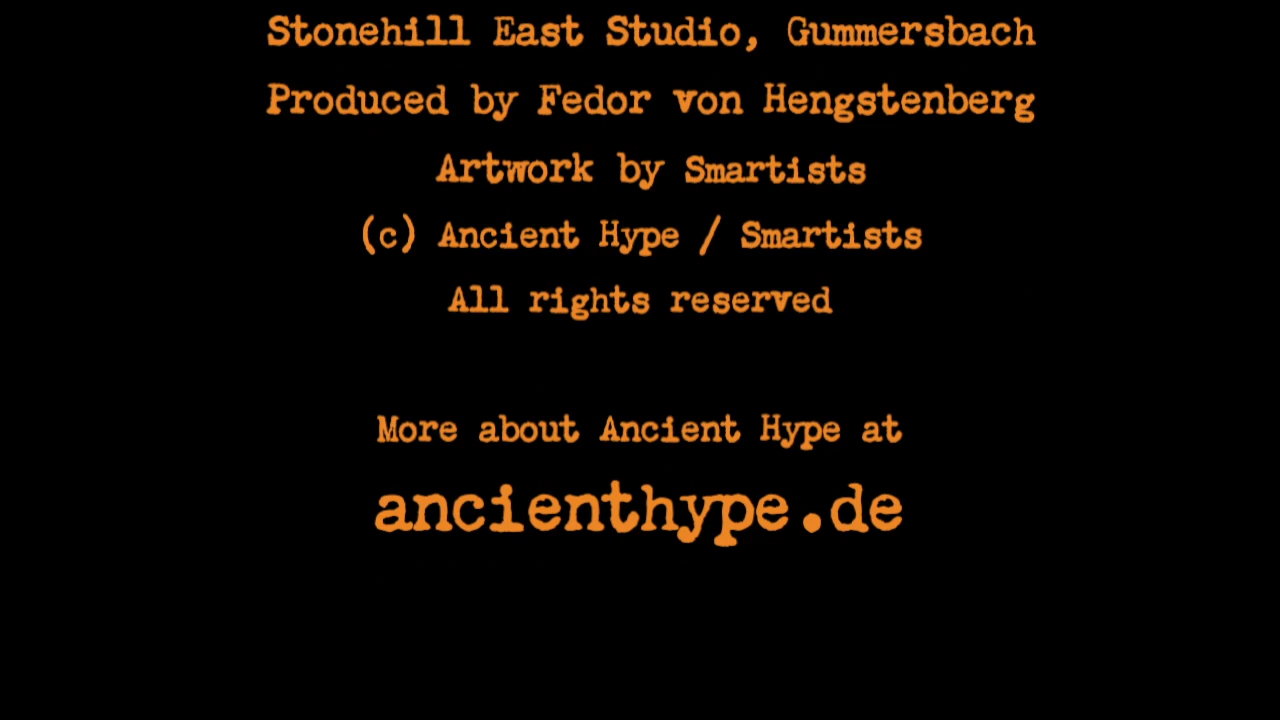 Stonehill East Studio, Gummersbach
Produced by Fedor von Hengstenberg
Artwork by Smartists
(c) Ancient Hype / Smartists
All rights reserved
More about Ancient Hype at
ancienthype.de